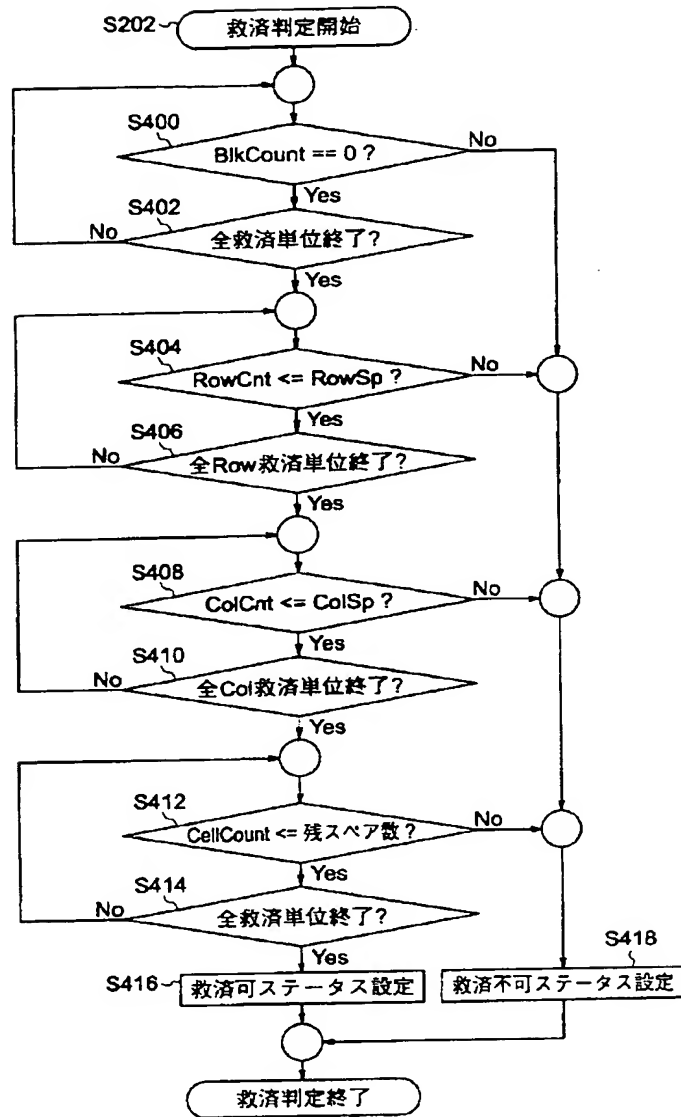 S202
救済判定開始
S400
BlkCount == 0 ?
No
Yes
S402
No
全救済単位終了?
Yes
S404
RowCnt <= RowSp ?
No
Yes
S406
No
全Row救済単位終了?
Yes
S408
ColCnt <= ColSp ?
No
Yes
S410
No
全Col救済単位終了?
Yes
S412
CellCount <= 残スペア数?
No
Yes
S414
No
全救済単位終了?
Yes
S416
救済可ステータス設定
S418
救済不可ステータス設定
救済判定終了